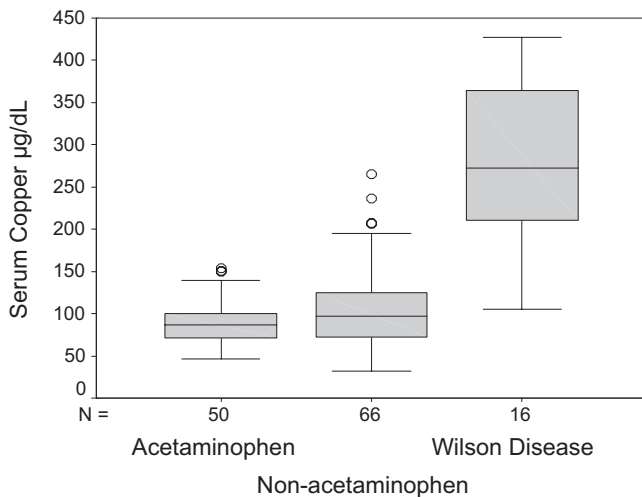 Serum Copper µg/dL
450
400
350
300
250
200
150
100
50
0
N = 50 66 16
Acetaminophen Wilson Disease
Non-acetaminophen